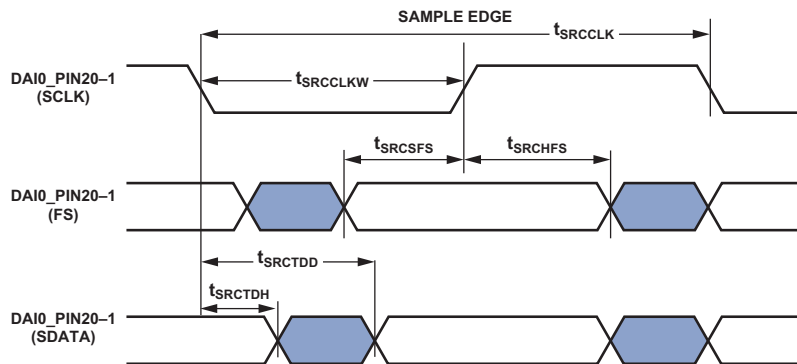 SAMPLE EDGE
tSRCCLK
DAI0_PIN20–1
(SCLK)
tSRCCLKW
tSRCSFS
tSRCHFS
DAI0_PIN20–1
(FS)
tSRCTDD
tSRCTDH
DAI0_PIN20–1
(SDATA)